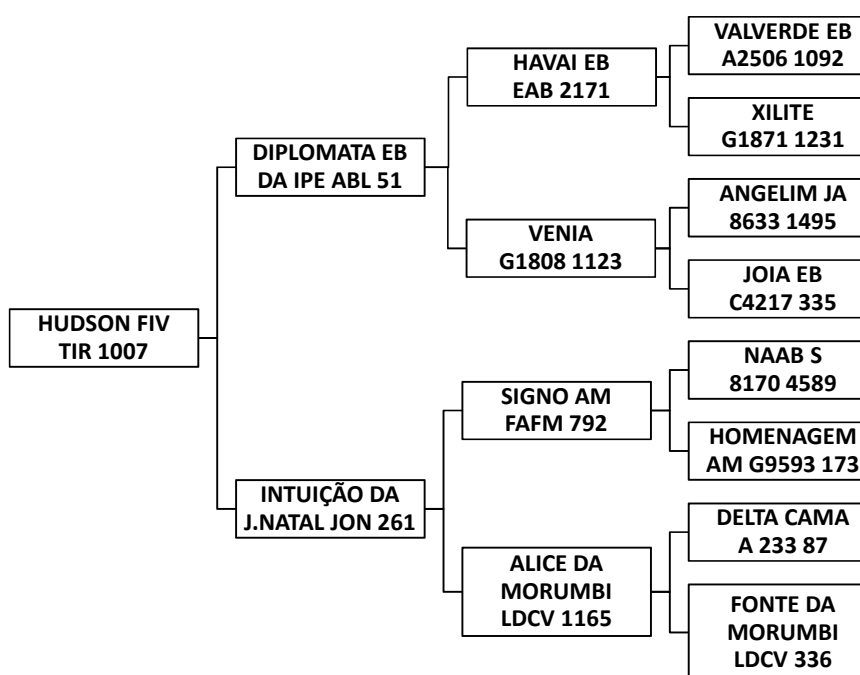 VALVERDE EB
A2506 1092
HAVAI EB
EAB 2171
XILITE
G1871 1231
DIPLOMATA EB
DA IPE ABL 51
ANGELIM JA
8633 1495
VENIA
G1808 1123
JOIA EB
C4217 335
HUDSON FIV
TIR 1007
NAAB S
8170 4589
SIGNO AM
FAFM 792
HOMENAGEM
AM G9593 173
INTUIÇÃO DA
J.NATAL JON 261
DELTA CAMA
A 233 87
ALICE DA
MORUMBI
LDCV 1165
FONTE DA
MORUMBI
LDCV 336